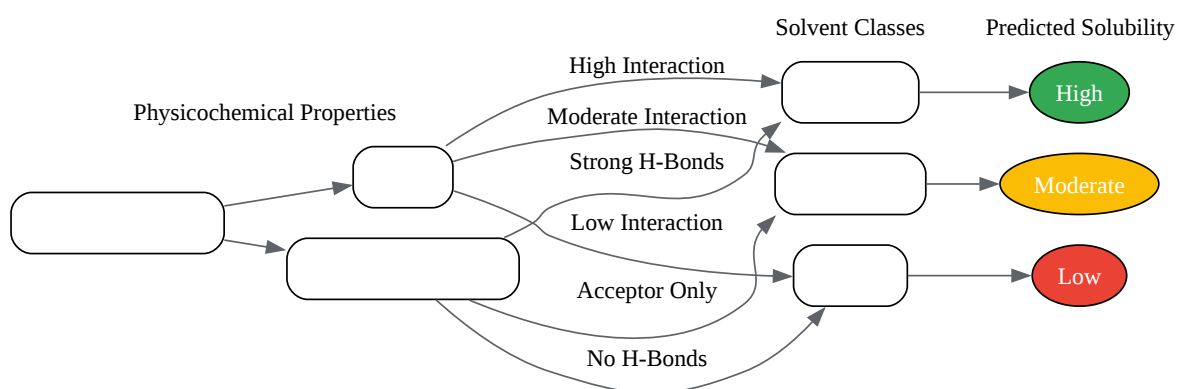 Solvent Classes
Predicted Solubility
High Interaction
High
Physicochemical Properties
Moderate Interaction
Strong H-Bonds
Moderate
Low Interaction
Low
Acceptor Only
No H-Bonds